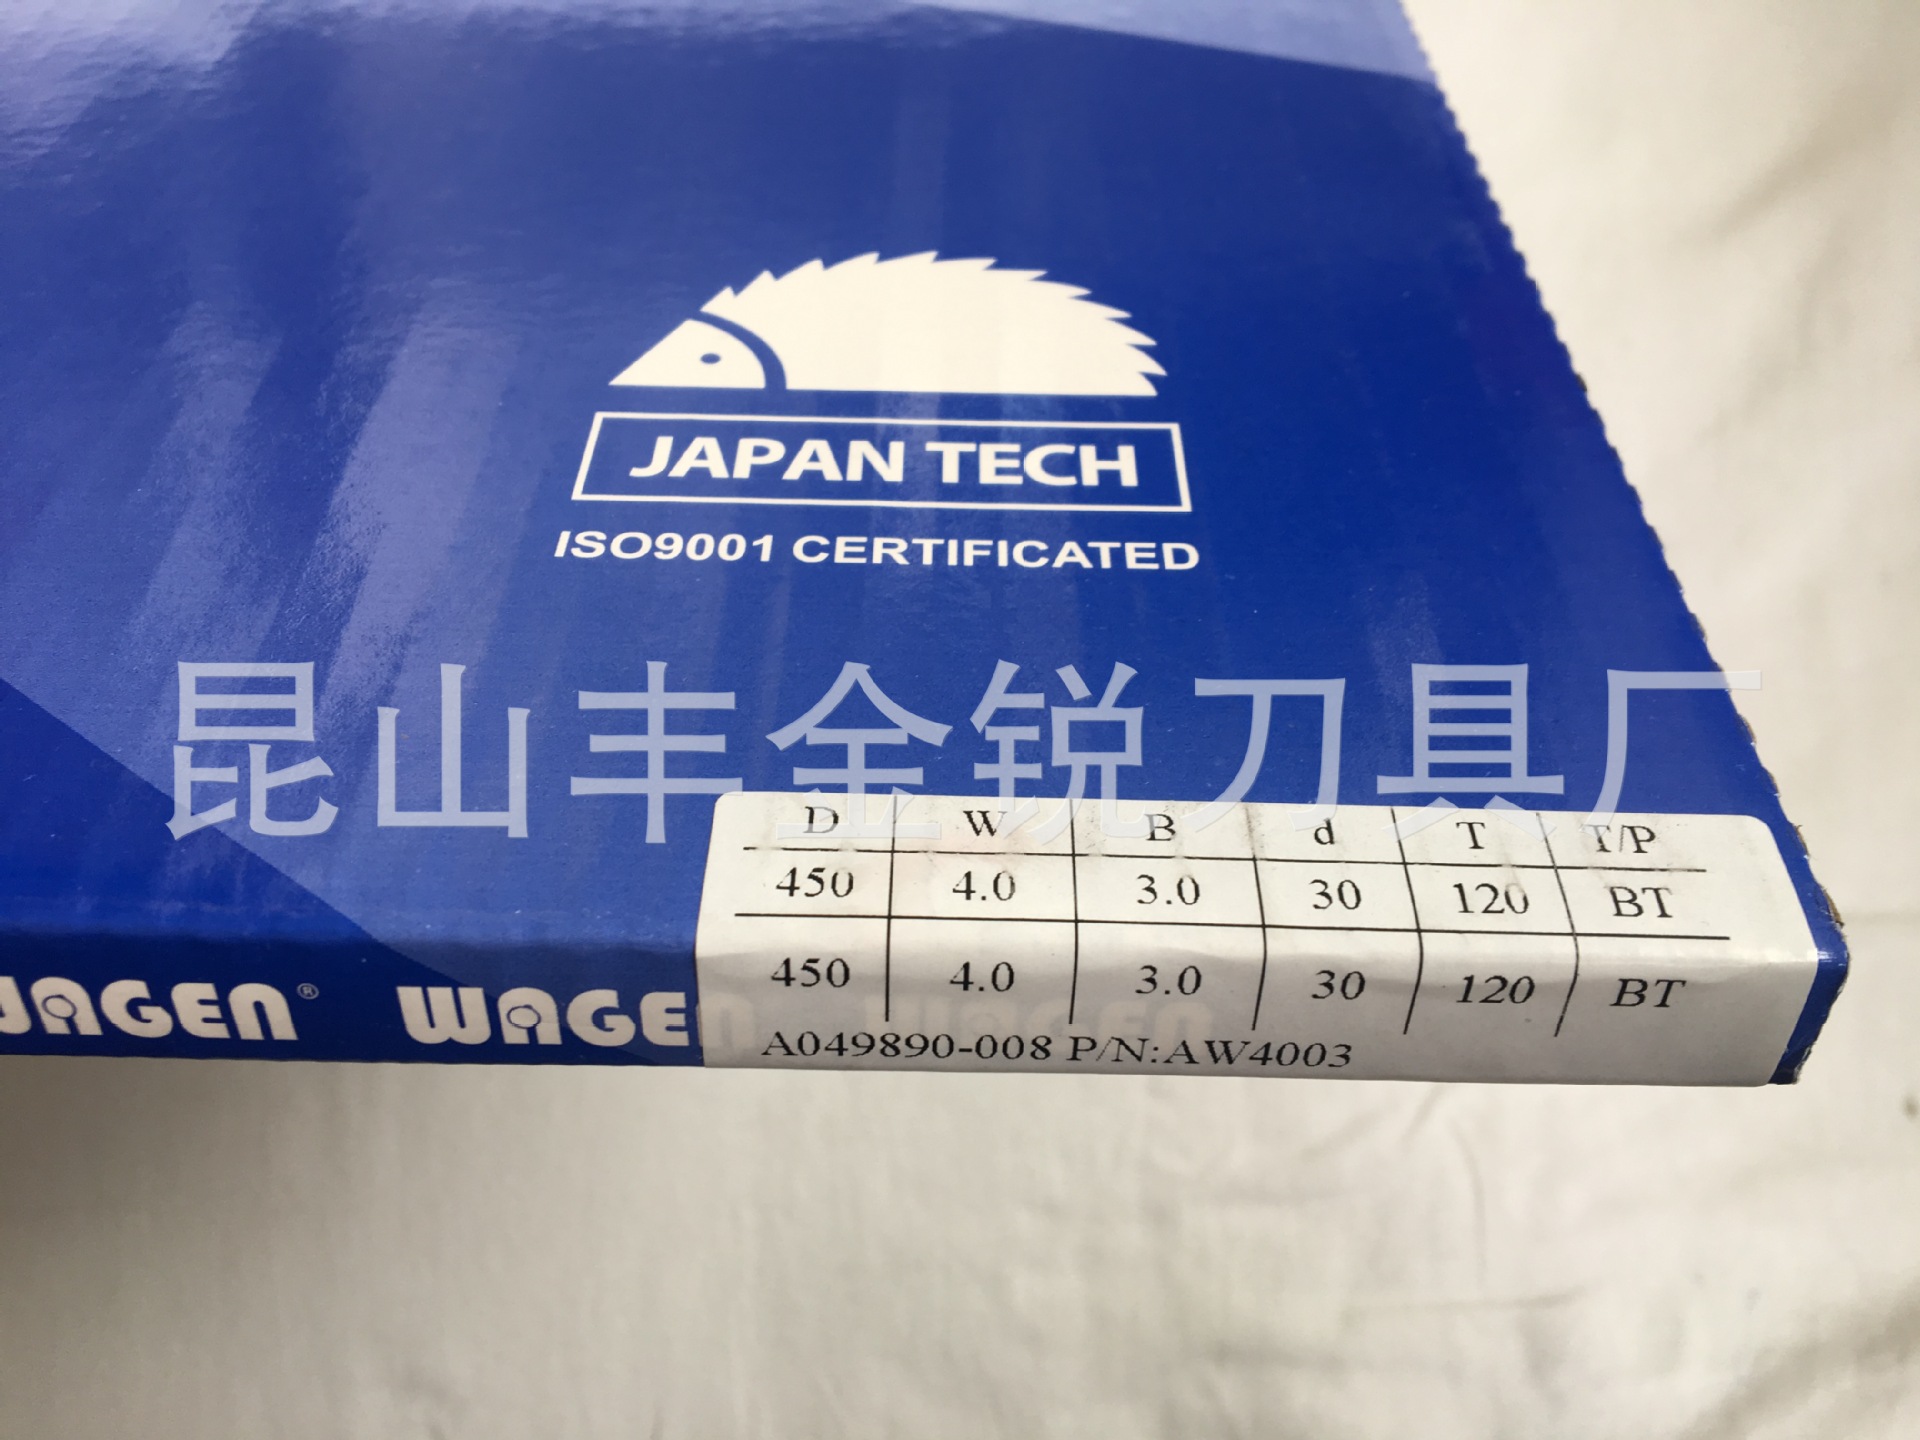 JAPAN TECH
ISO9001 CERTIFICATED
昆山丰金锐刀具厂
D W B d T T/P
450 4.0 3.0 30 120 BT
450 4.0 3.0 30 120 BT
A049890-008 P/N:AW4003
WAGEN® WAGEN